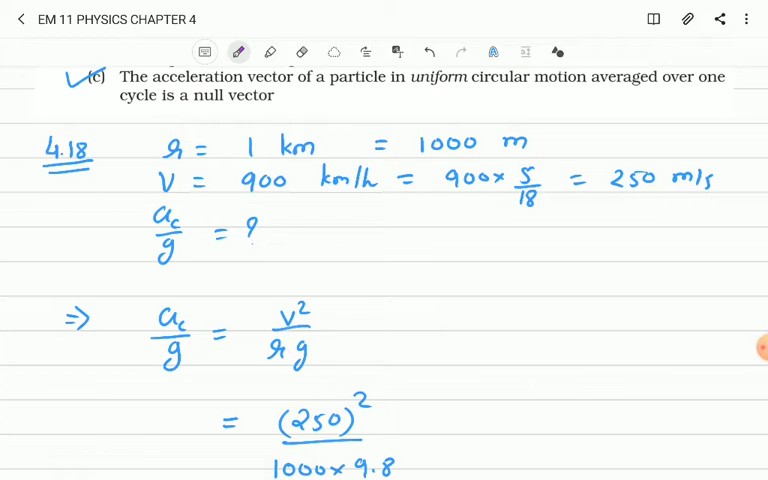 EM 11 PHYSICS CHAPTER 4
(c) The acceleration vector of a particle in uniform circular motion averaged over one
cycle is a null vector
4.18 r = 1 km = 1000 m
v = 900 km/h = 900 × 5/18 = 250 m/s
a_c/g = ?
⇒ a_c/g = v²/rg
= (250)²/1000 × 9.8